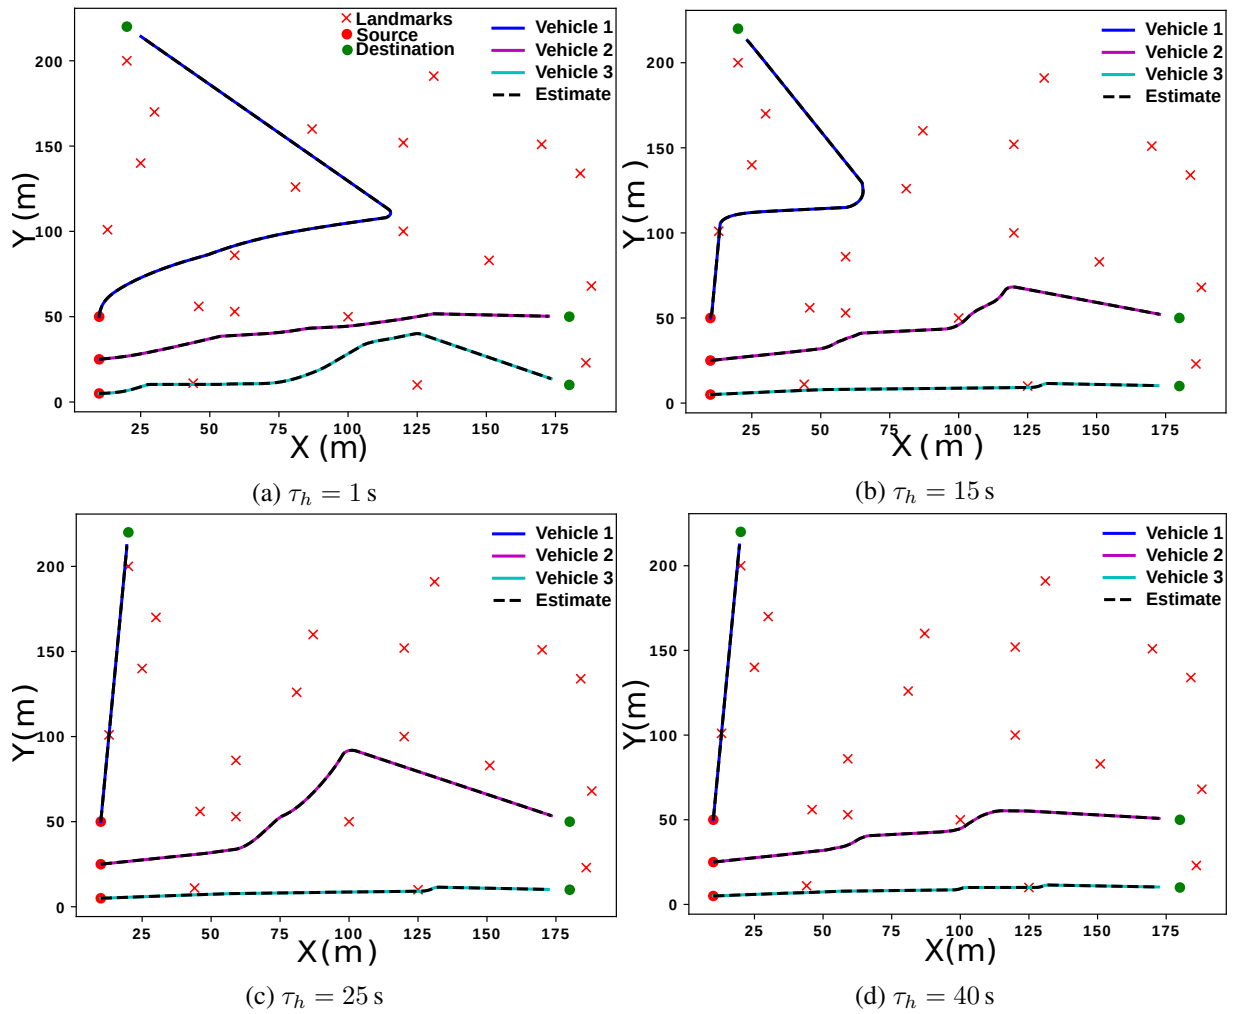 Landmarks
Source
Destination
Vehicle 1
Vehicle 2
Vehicle 3
Estimate
Y (m)
200
150
100
50
0
25
50
75
100
125
150
175
X (m)
(a) τh = 1 s
Vehicle 1
Vehicle 2
Vehicle 3
Estimate
Y (m)
200
150
100
50
0
25
50
75
100
125
150
175
X (m)
(b) τh = 15 s
Vehicle 1
Vehicle 2
Vehicle 3
Estimate
Y(m)
200
150
100
50
0
25
50
75
100
125
150
175
X(m)
(c) τh = 25 s
Vehicle 1
Vehicle 2
Vehicle 3
Estimate
Y(m)
200
150
100
50
0
25
50
75
100
125
150
175
X(m)
(d) τh = 40 s